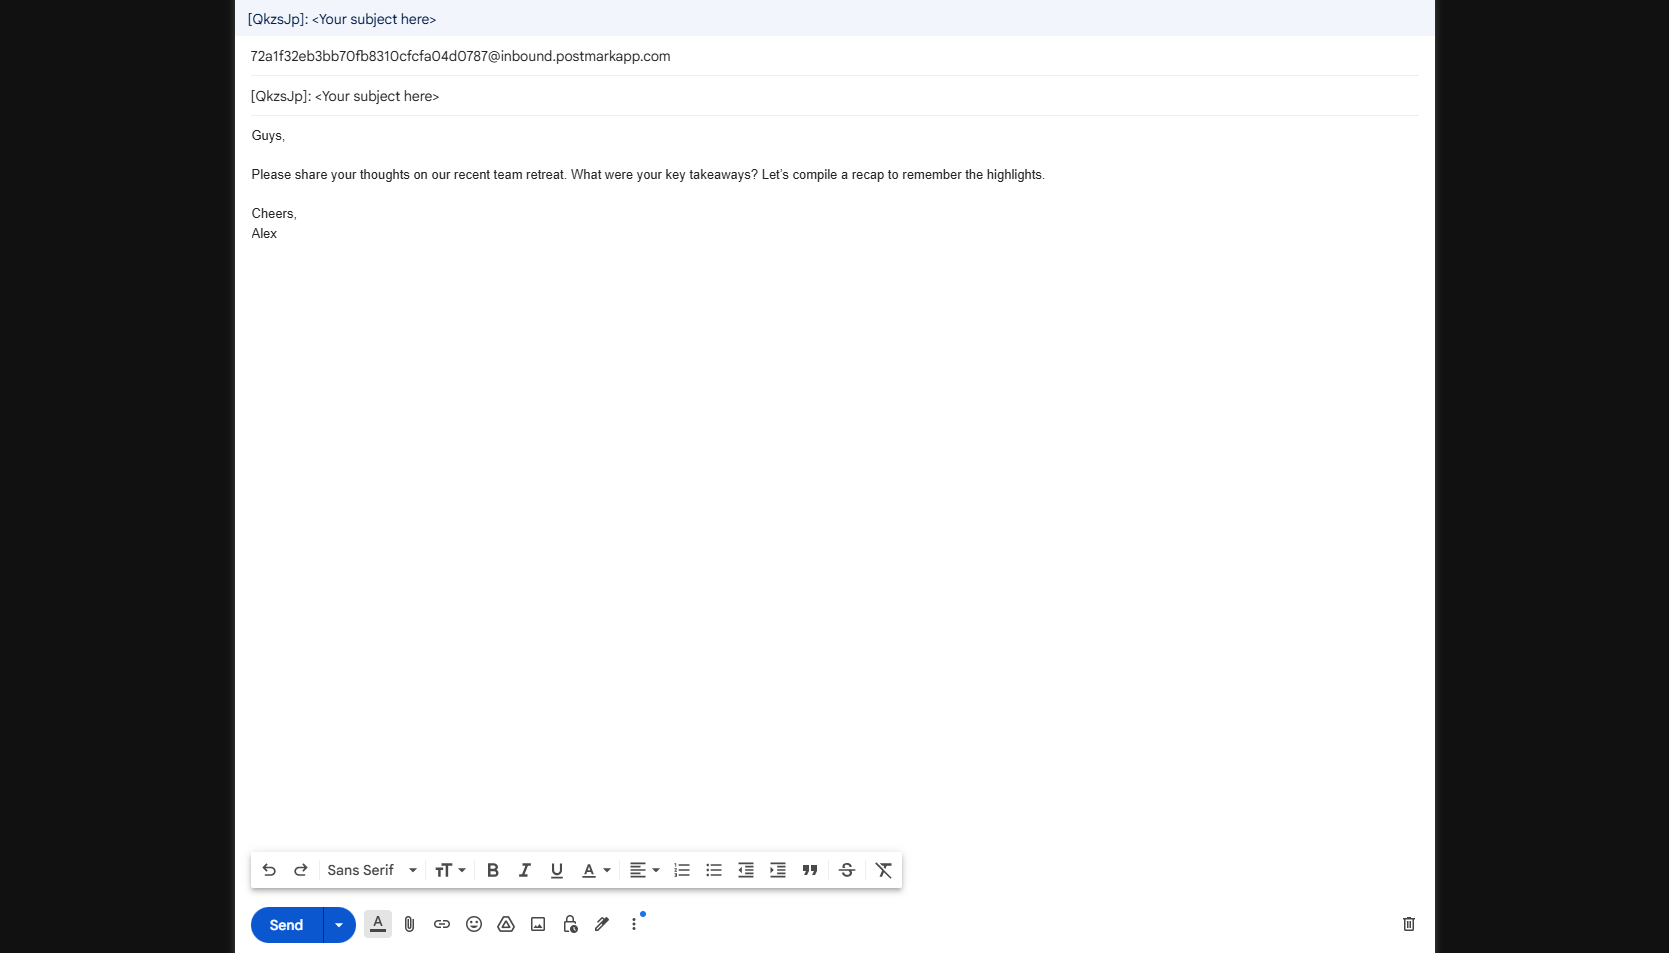 [QkzsJp]: <Your subject here>
72a1f32eb3bb70fb8310cfcfa04d0787@inbound.postmarkapp.com
[QkzsJp]: <Your subject here>
Guys,
Please share your thoughts on our recent team retreat. What were your key takeaways? Let's compile a recap to remember the highlights.
Cheers,
Alex
Sans Serif
Send